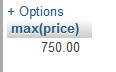 + Options
max(price)
750.00